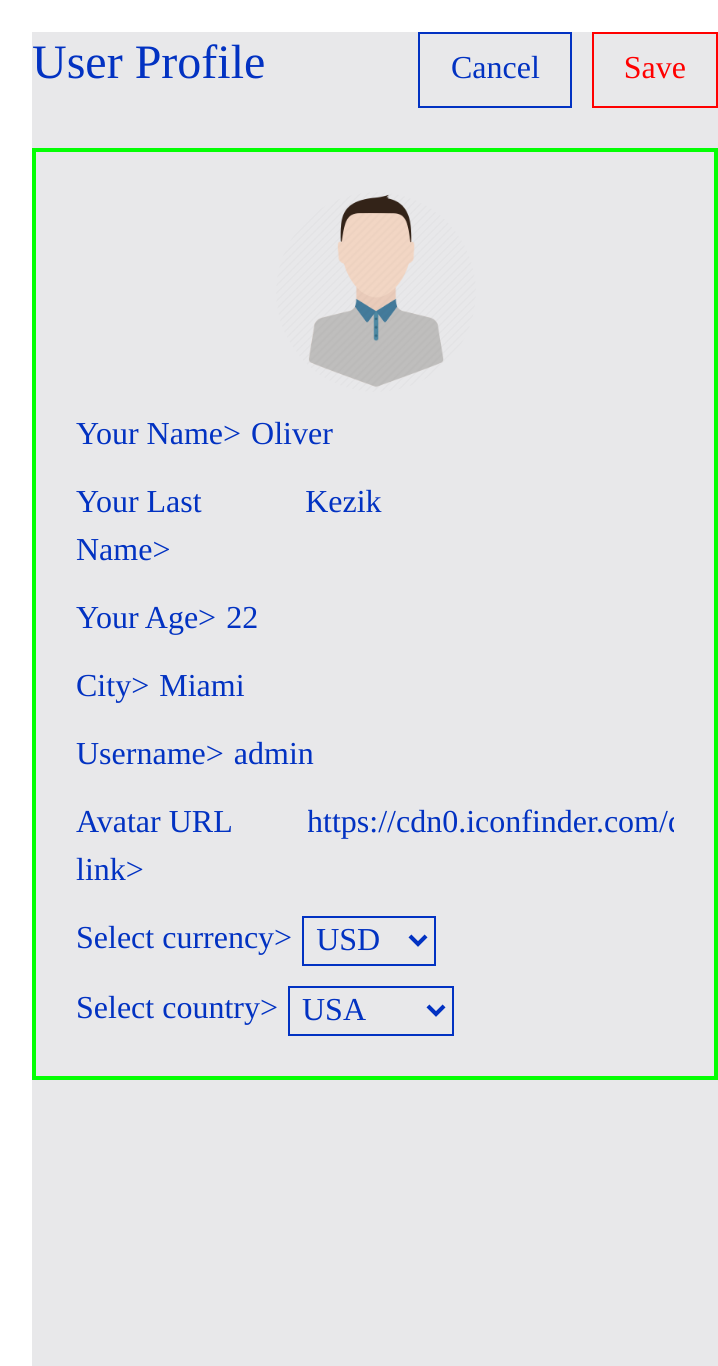 User Profile
Cancel
Save
Your Name> Oliver
Your Last Kezik
Name>
Your Age> 22
City> Miami
Username> admin
Avatar URL https://cdn0.iconfinder.com/
link>
Select currency> USD
Select country> USA